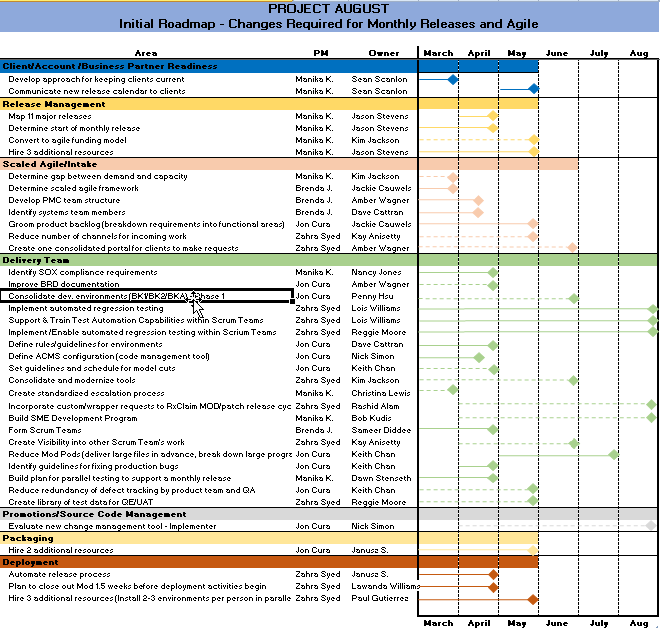 PROJECT AUGUST
Initial Roadmap - Changes Required for Monthly Releases and Agile
Area PM Owner March April May June July Aug
Client/Account /Business Partner Readiness
Develop approach for keeping clients current Manika K. Sean Scanlon
Communicate new release calendar to clients Manika K. Sean Scanlon
Release Management
Map 11 major releases Manika K. Jason Stevens
Determine start of monthly release Manika K. Jason Stevens
Convert to agile funding model Manika K. Kim Jackson
Hire 3 additional resources Manika K. Jason Stevens
Scaled Agile/Intake
Determine gap between demand and capacity Manika K. Kim Jackson
Determine scaled agile framework Brenda J. Jackie Cauwels
Develop PMC team structure Brenda J. Amber Wagner
Identify systems team members Brenda J. Dave Cattran
Groom product backlog (breakdown requirements into functional areas) Jon Cura Jackie Cauwels
Reduce number of channels for incoming work Zahra Syed Kay Anisetty
Create one consolidated portal for clients to make requests Zahra Syed Amber Wagner
Delivery Team
Identify SOX compliance requirements Manika K. Nancy Jones
Improve BRD documentation Jon Cura Amber Wagner
Consolidate dev. environments (BK1/BK2/BKA) - Phase 1 Jon Cura Penny Hsu
Implement automated regression testing Zahra Syed Lois Williams
Support & Train Test Automation Capabilities within Scrum Teams Zahra Syed Lois Williams
Implement /Enable automated regression testing within Scrum Teams Zahra Syed Reggie Moore
Define rules/guidelines for environments Jon Cura Dave Cattran
Define ACMS configuration (code management tool) Jon Cura Nick Simon
Set guidelines and schedule for model cuts Jon Cura Keith Chan
Consolidate and modernize tools Zahra Syed Kim Jackson
Create standardized escalation process Manika K. Christina Lewis
Incorporate custom/wrapper requests to RxClaim MOD/patch release cyc Zahra Syed Rashid Alam
Build SME Development Program Manika K. Bob Kudis
Form Scrum Teams Brenda J. Sameer Diddee
Create Visibility into other Scrum Team's work Zahra Syed Kay Anisetty
Reduce Mod Pods (deliver large files in advance, break down large progra Jon Cura Keith Chan
Identify guidelines for fixing production bugs Jon Cura Keith Chan
Build plan for parallel testing to support a monthly release Manika K. Dawn Stenseth
Reduce redundancy of defect tracking by product team and QA Jon Cura Keith Chan
Create library of test data for QE/UAT Zahra Syed Reggie Moore
Promotions/Source Code Management
Evaluate new change management tool - Implementer Jon Cura Nick Simon
Packaging
Hire 2 additional resources Jon Cura Janusz S.
Deployment
Automate release process Zahra Syed Janusz S.
Plan to close out Mod 1.5 weeks before deployment activities begin Zahra Syed Lawanda Williams
Hire 3 additional resources (Install 2-3 environments per person in paralle Zahra Syed Paul Gutierrez
March April May June July Aug